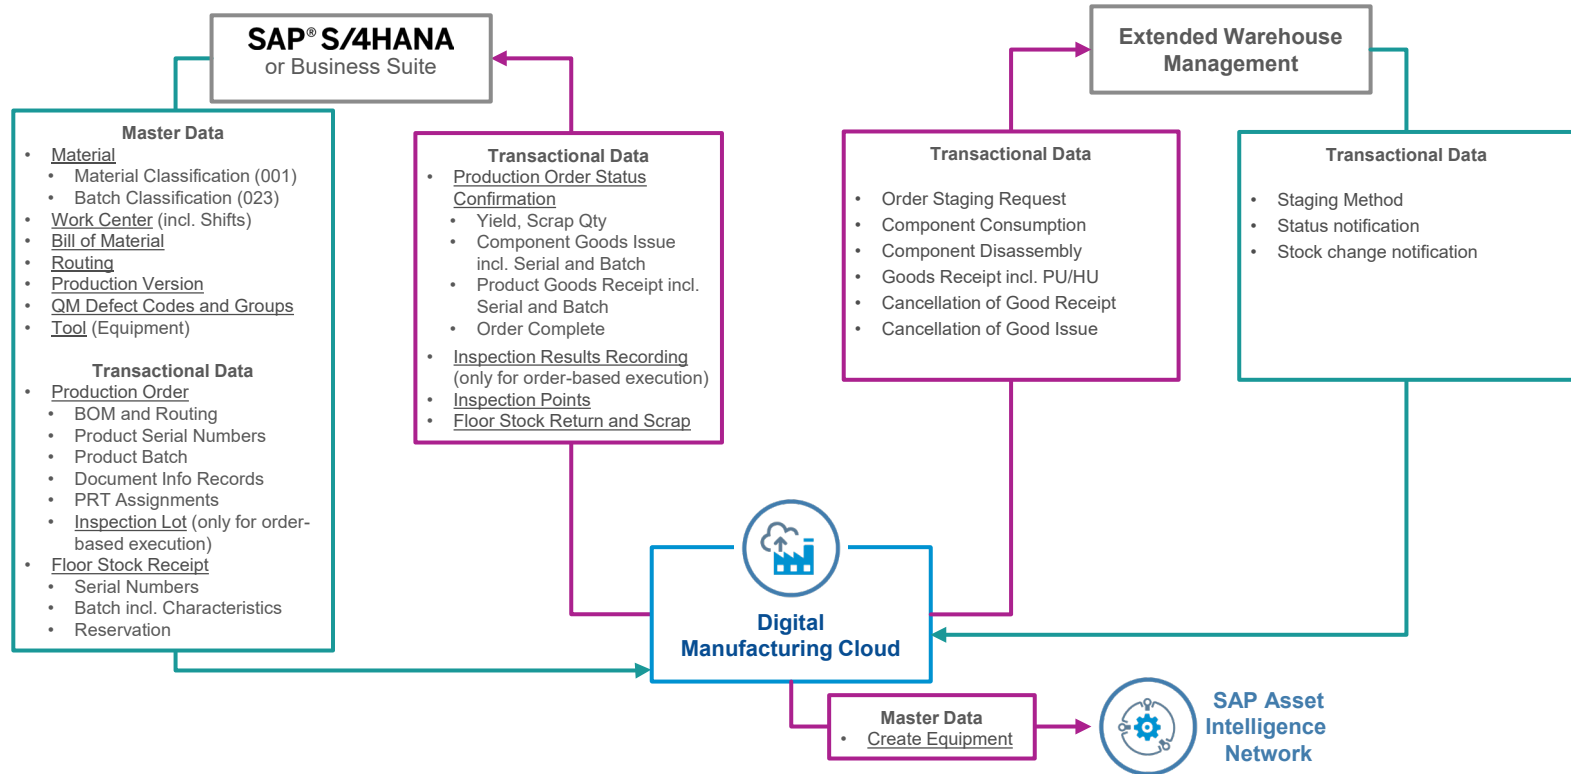 SAP® S/4HANA
or Business Suite
Extended Warehouse
Management
Master Data
• Material
• Material Classification (001)
• Batch Classification (023)
• Work Center (incl. Shifts)
• Bill of Material
• Routing
• Production Version
• QM Defect Codes and Groups
• Tool (Equipment)
Transactional Data
• Production Order
• BOM and Routing
• Product Serial Numbers
• Product Batch
• Document Info Records
• PRT Assignments
• Inspection Lot (only for order-
based execution)
• Floor Stock Receipt
• Serial Numbers
• Batch incl. Characteristics
• Reservation
Transactional Data
• Production Order Status
Confirmation
• Yield, Scrap Qty
• Component Goods Issue
incl. Serial and Batch
• Product Goods Receipt incl.
Serial and Batch
• Order Complete
• Inspection Results Recording
(only for order-based execution)
• Inspection Points
• Floor Stock Return and Scrap
Transactional Data
• Order Staging Request
• Component Consumption
• Component Disassembly
• Goods Receipt incl. PU/HU
• Cancellation of Good Receipt
• Cancellation of Good Issue
Transactional Data
• Staging Method
• Status notification
• Stock change notification
Digital
Manufacturing Cloud
Master Data
• Create Equipment
SAP Asset
Intelligence
Network